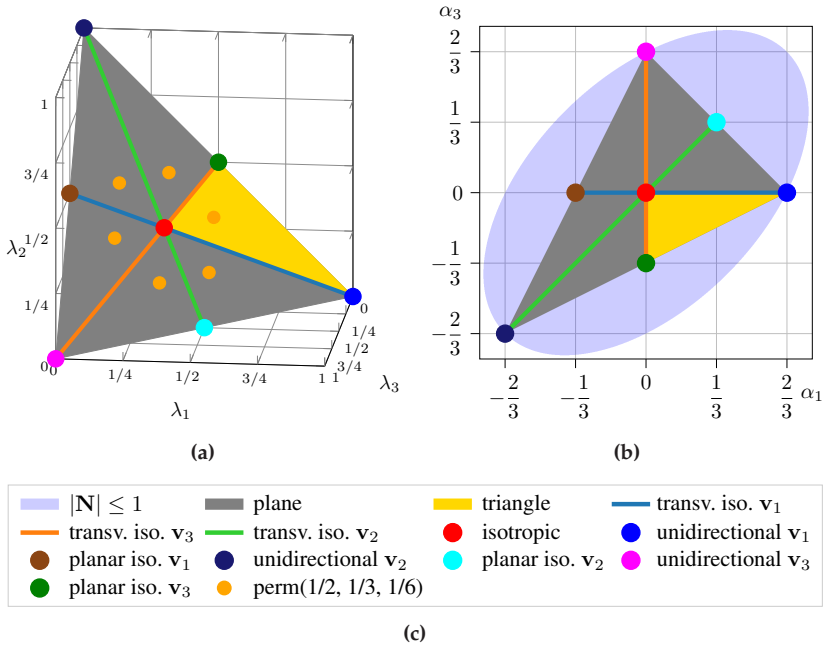 1
3/4
λ₂ 1/2
1/4
0
0
1/4
1/2
3/4
1
λ₁
0
1/4
1/2
3/4
1
λ₃
(a)
α₃
2/3
1/3
0
−1/3
−2/3
−2/3 −1/3 0 1/3 2/3 α₁
(b)
|N| ≤ 1 plane triangle transv. iso. v₁
transv. iso. v₃ transv. iso. v₂ isotropic unidirectional v₁
planar iso. v₁ unidirectional v₂ planar iso. v₂ unidirectional v₃
planar iso. v₃ perm(1/2, 1/3, 1/6)
(c)